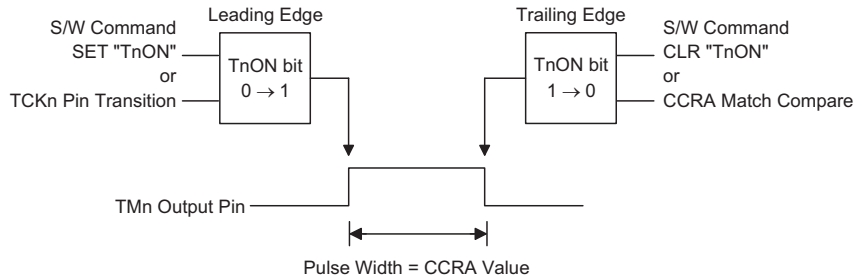 Leading Edge
S/W Command
SET "TnON"
or
TCKn Pin Transition
TnON bit
0 → 1
Trailing Edge
TnON bit
1 → 0
S/W Command
CLR "TnON"
or
CCRA Match Compare
TMn Output Pin
Pulse Width = CCRA Value